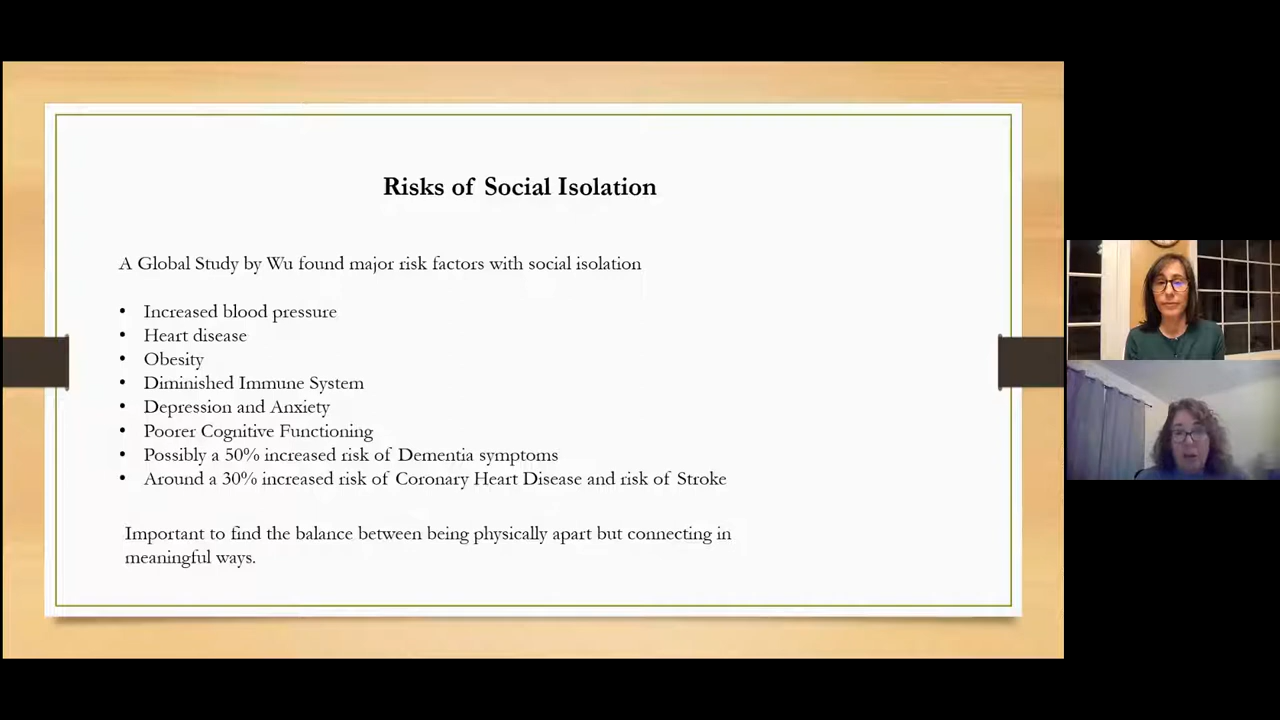 Risks of Social Isolation
A Global Study by Wu found major risk factors with social isolation
• Increased blood pressure
• Heart disease
• Obesity
• Diminished Immune System
• Depression and Anxiety
• Poorer Cognitive Functioning
• Possibly a 50% increased risk of Dementia symptoms
• Around a 30% increased risk of Coronary Heart Disease and risk of Stroke
Important to find the balance between being physically apart but connecting in
meaningful ways.